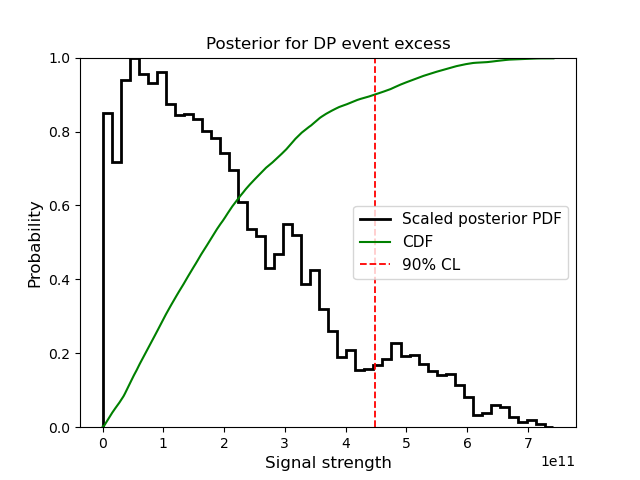 Posterior for DP event excess
Probability
1.0
0.8
0.6
0.4
0.2
0.0
Scaled posterior PDF
CDF
90% CL
0 1 2 3 4 5 6 7
1e11
Signal strength